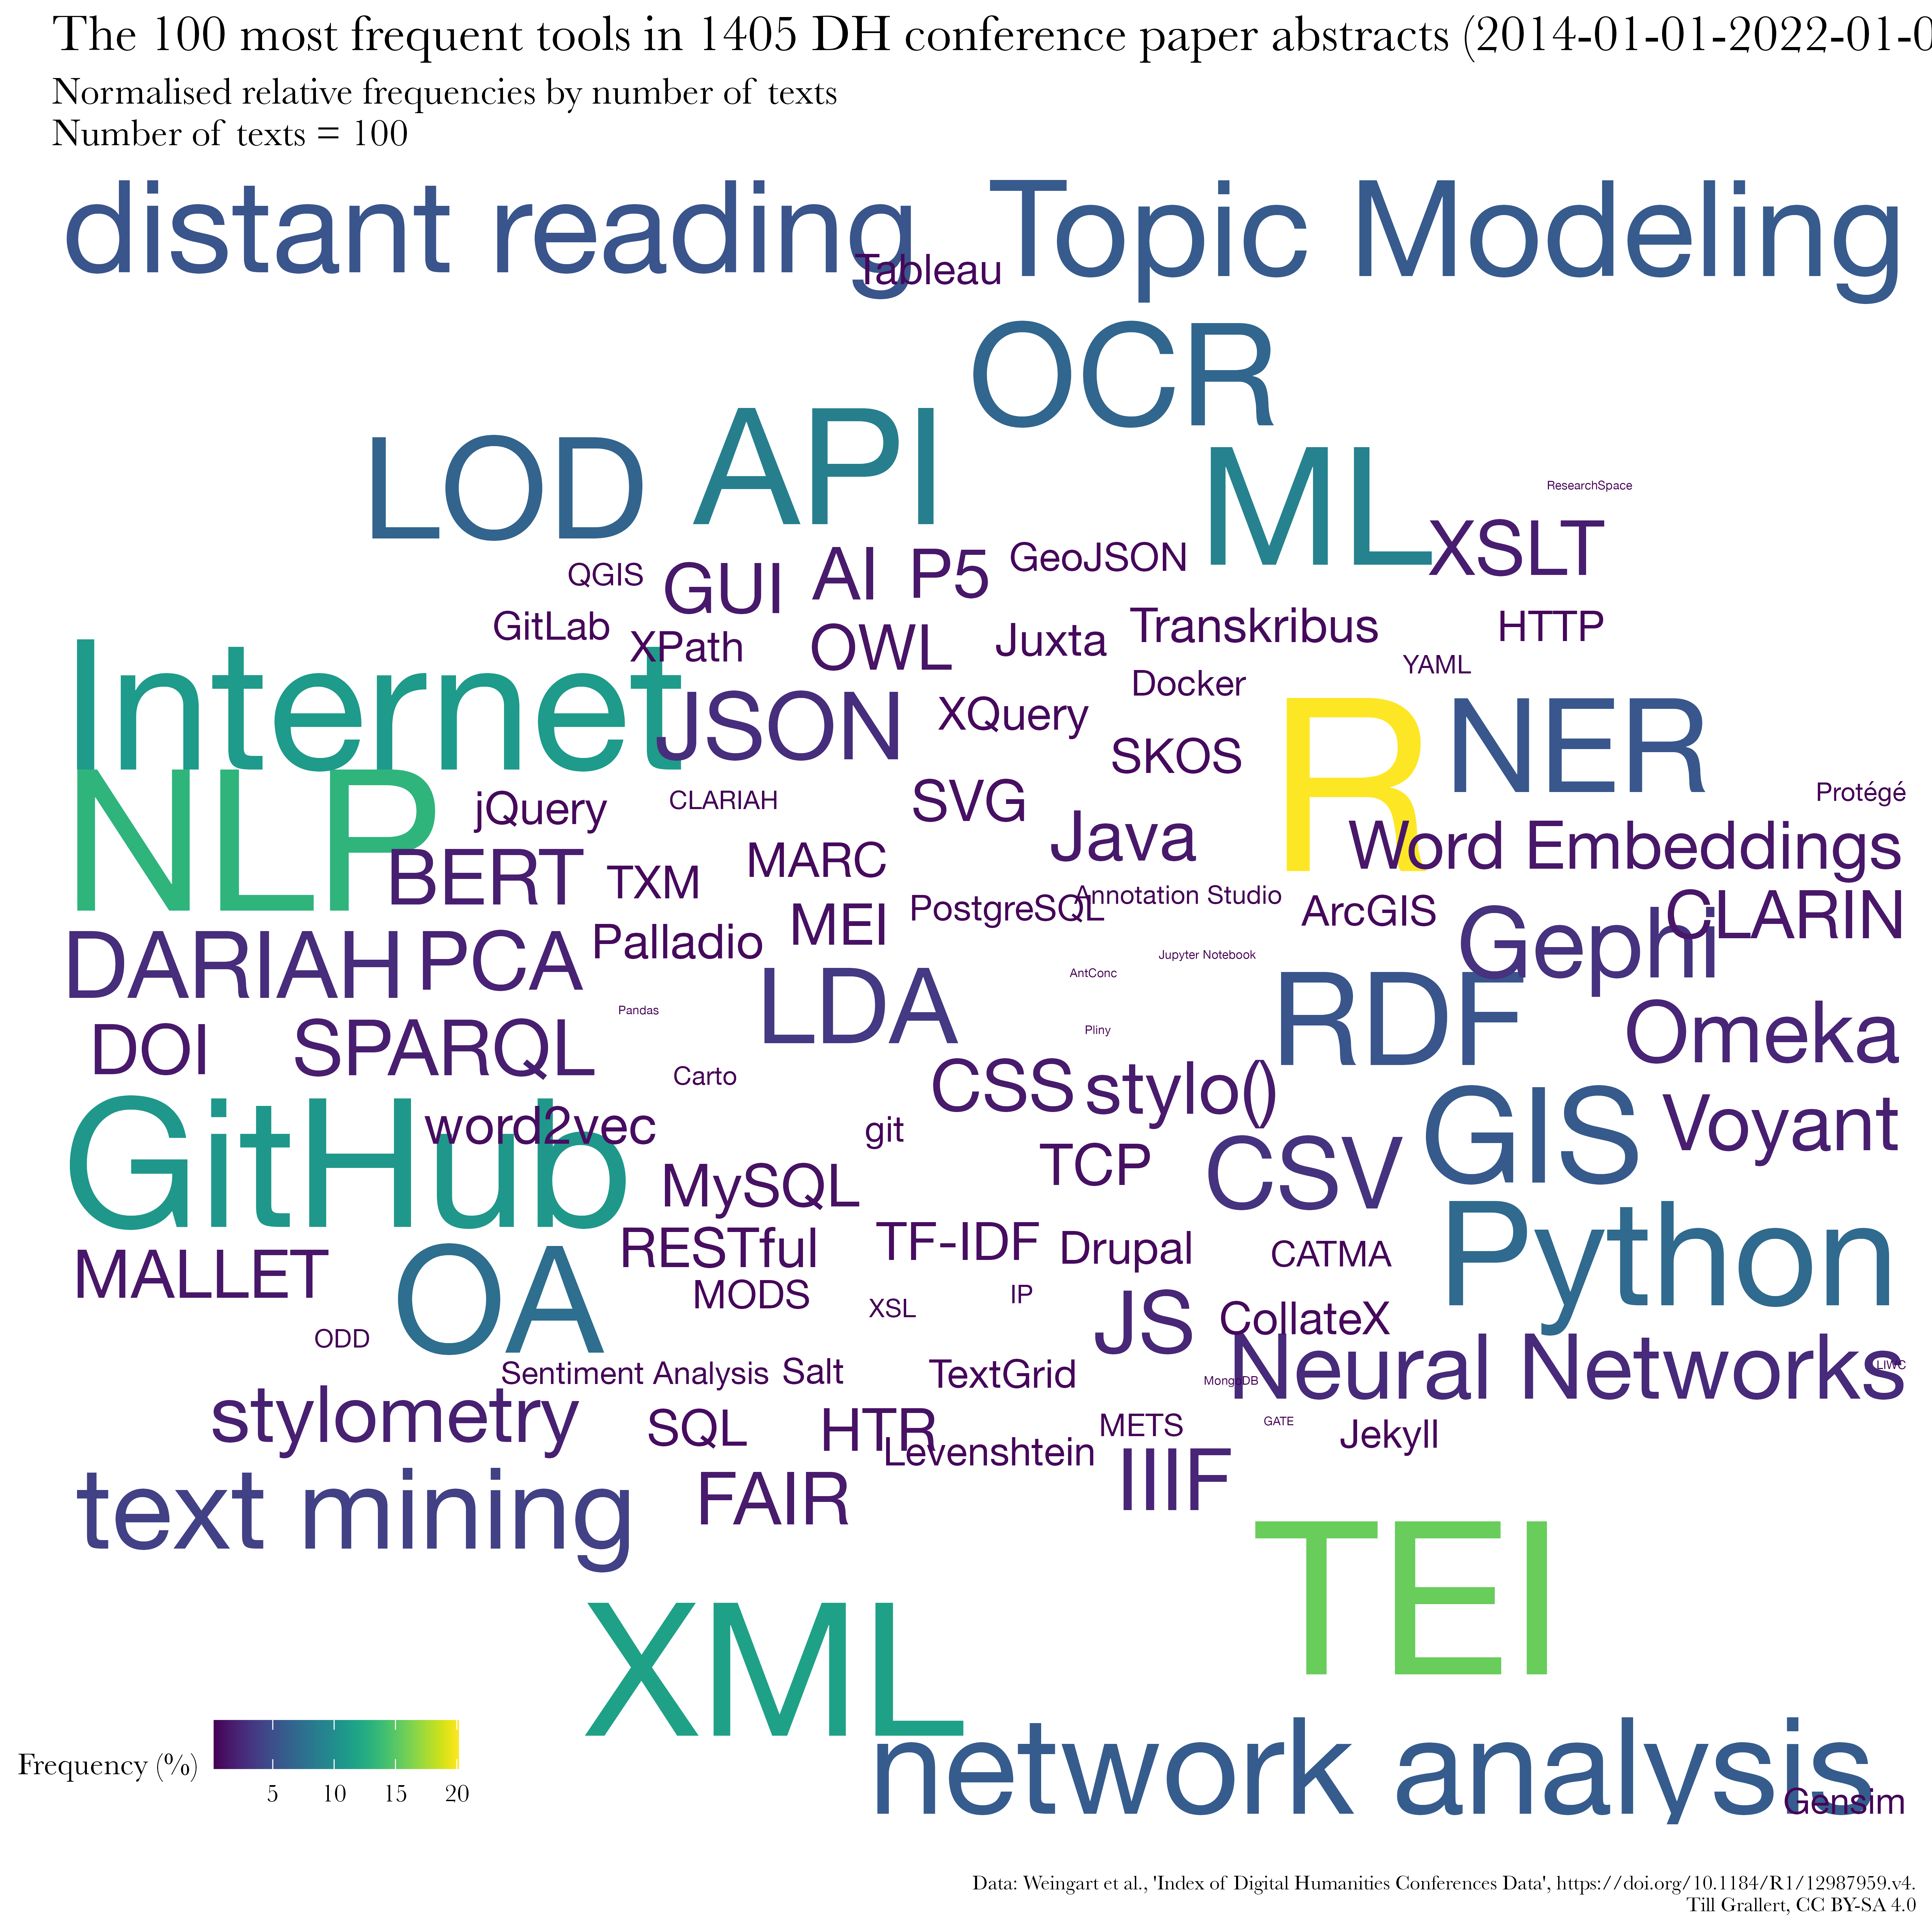 The 100 most frequent tools in 1405 DH conference paper abstracts (2014-01-01-2022-01-0
Normalised relative frequencies by number of texts
Number of texts = 100
distant reading
Topic Modeling
Tableau
OCR
LOD
API
ML
ResearchSpace
XSLT
QGIS
GUI
AI
P5
GeoJSON
GitLab
XPath
OWL
Juxta
Transkribus
HTTP
YAML
Internet
JSON
XQuery
Docker
SKOS
R
NER
NLP
jQuery
CLARIAH
SVG
Java
Protégé
Word Embeddings
BERT
TXM
MARC
PostgreSQL
Annotation Studio
ArcGIS
Gephi
CLARIN
DARIAH
PCA
Palladio
MEI
Jupyter Notebook
AntConc
LDA
RDF
Pandas
Pliny
Omeka
DOI
SPARQL
Carto
CSS
stylo()
GitHub
word2vec
git
GIS
Voyant
MySQL
TCP
CSV
Python
MALLET
OA
RESTful
TF-IDF
Drupal
CATMA
MODS
XSL
IP
JS
CollateX
ODD
Sentiment Analysis
Salt
TextGrid
MongoDB
Neural Networks
LIWC
stylometry
SQL
HTR
Levenshtein
METS
GATE
Jekyll
text mining
FAIR
IIIF
TEI
XML
network analysis
Gensim
Frequency (%)
5 10 15 20
Data: Weingart et al., 'Index of Digital Humanities Conferences Data', https://doi.org/10.1184/R1/12987959.v4.
Till Grallert, CC BY-SA 4.0